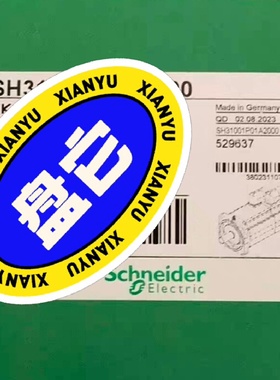 SH3
00
Made in Germany
QD 02.08.2023
SH31001P01A2000
529637
XIANYU
XIANYU
XIANYU
XIANYU
XIANYU
盘它
Schneider
Electric